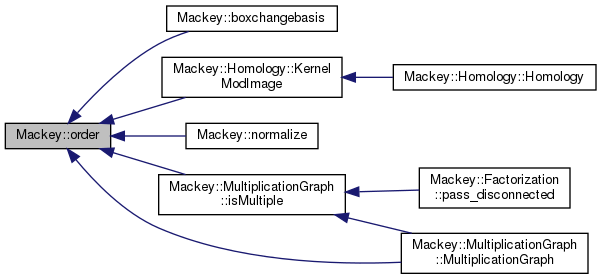 Mackey::boxchangebasis
Mackey::Homology::Kernel
ModImage
Mackey::Homology::Homology
Mackey::order
Mackey::normalize
Mackey::MultiplicationGraph
::isMultiple
Mackey::Factorization
::pass_disconnected
Mackey::MultiplicationGraph
::MultiplicationGraph